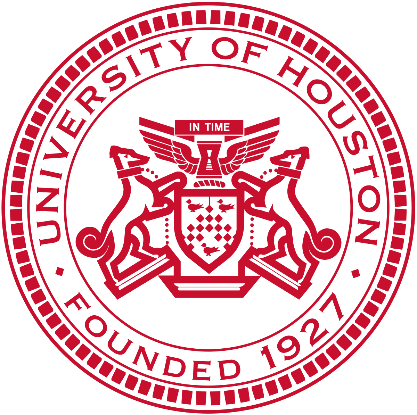 UNIVERSITY OF HOUSTON
IN TIME
FOUNDED 1927